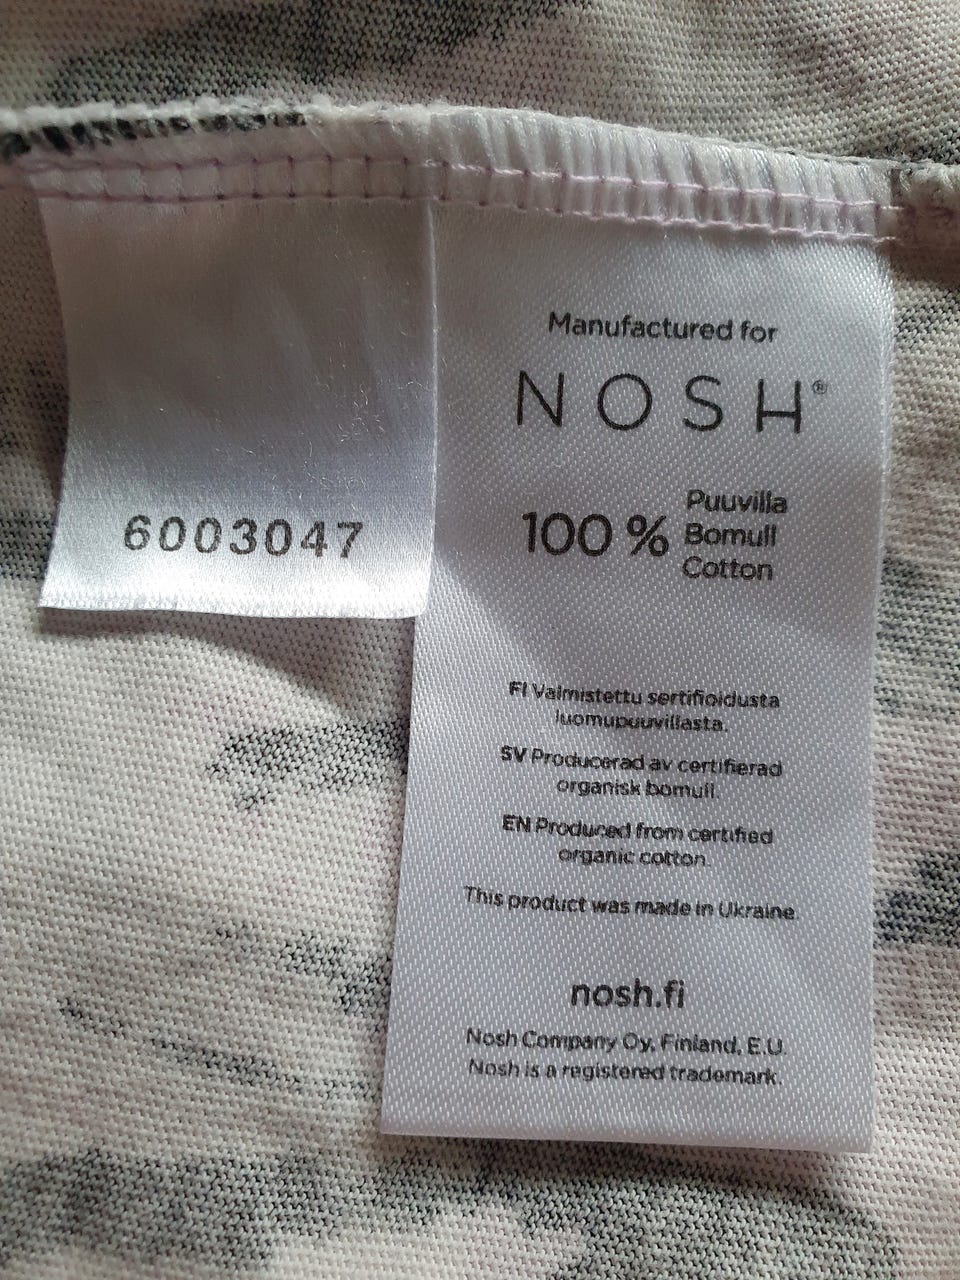 6003047
Manufactured for
NOSH®
100 % Puuvilla
Bomull
Cotton
FI Valmistettu sertifioidusta
luomupuuvillasta.
SV Producerad av certifierad
organisk bomull.
EN Produced from certified
organic cotton.
This product was made in Ukraine.
nosh.fi
Nosh Company Oy, Finland, E.U.
Nosh is a registered trademark.